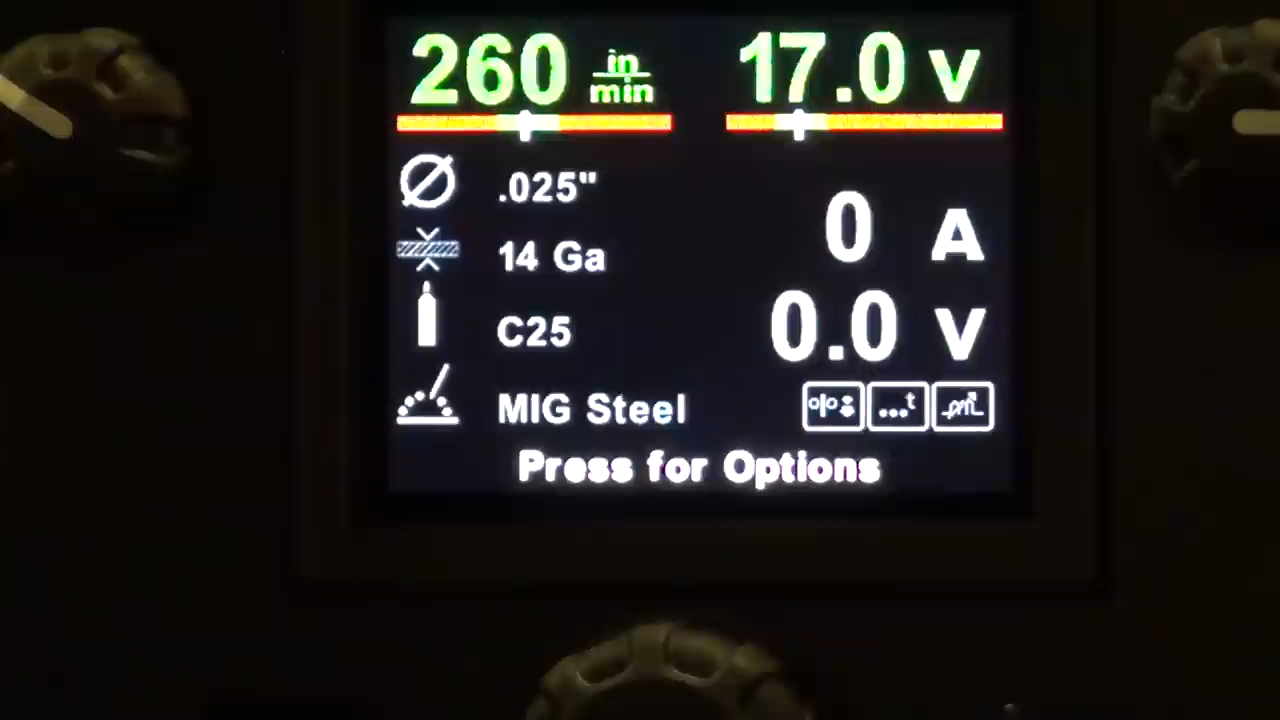 260 in/min 17.0 V
.025"
0 A
14 Ga
0.0 V
C25
MIG Steel
...t
Press for Options